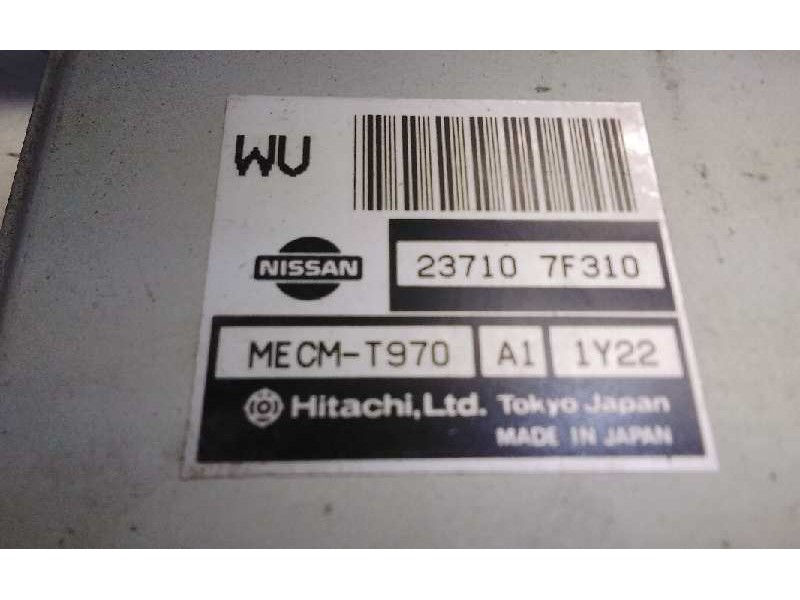 WU
NISSAN
23710 7F310
MECM-T970 A1 1Y22
Hitachi,Ltd. Tokyo Japan
MADE IN JAPAN